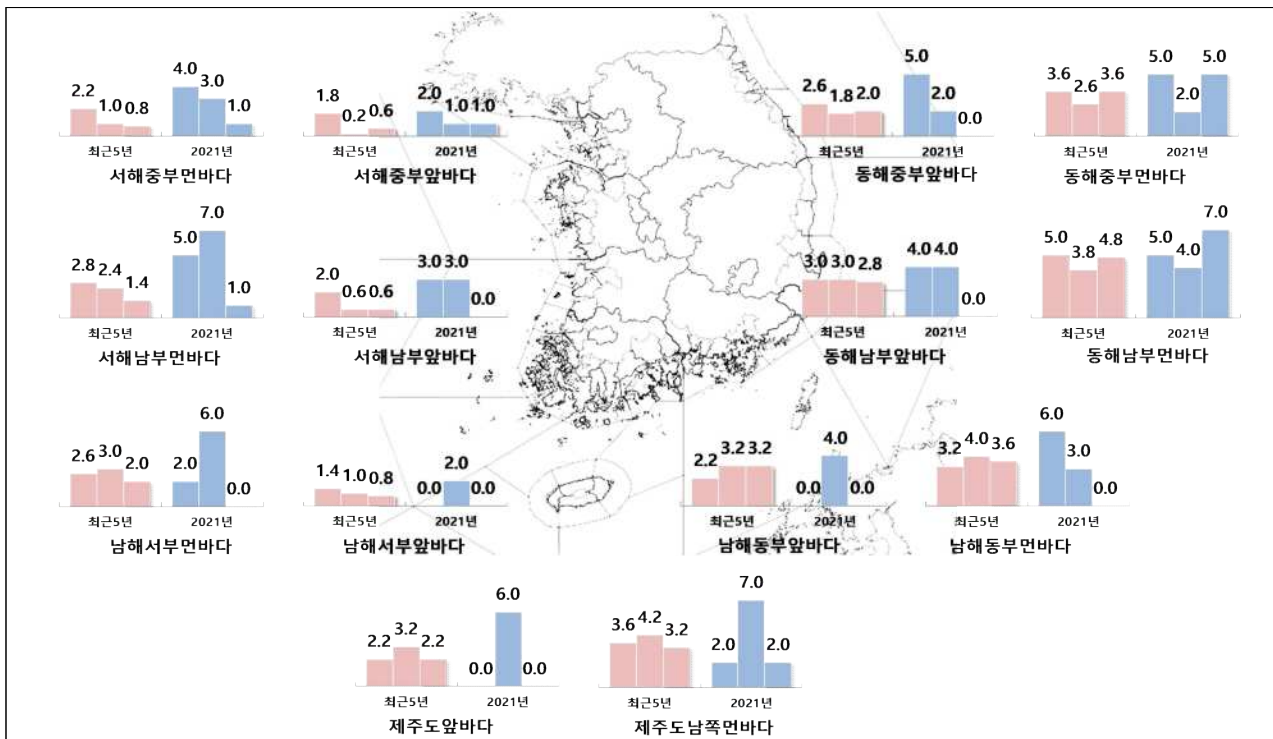 2.2 1.0 0.8 4.0 3.0 1.0
최근5년 2021년
서해중부먼바다
1.8 0.2 0.6 2.0 1.0 1.0
최근5년 2021년
서해중부앞바다
2.6 1.8 2.0 5.0 2.0 0.0
최근5년 2021년
동해중부앞바다
3.6 2.6 3.6 5.0 2.0 5.0
최근5년 2021년
동해중부먼바다
2.8 2.4 1.4 5.0 7.0 1.0
최근5년 2021년
서해남부먼바다
2.0 0.6 0.6 3.0 3.0 0.0
최근5년 2021년
서해남부앞바다
3.0 3.0 2.8 4.0 4.0 0.0
최근5년 2021년
동해남부앞바다
5.0 3.8 4.8 5.0 4.0 7.0
최근5년 2021년
동해남부먼바다
2.6 3.0 2.0 2.0 6.0 0.0
최근5년 2021년
남해서부먼바다
1.4 1.0 0.8 0.0 2.0 0.0
최근5년 2021년
남해서부앞바다
2.2 3.2 3.2 0.0 4.0 0.0
최근5년 2021년
남해동부앞바다
3.2 4.0 3.6 6.0 3.0 0.0
최근5년 2021년
남해동부먼바다
2.2 3.2 2.2 0.0 6.0 0.0
최근5년 2021년
제주도앞바다
3.6 4.2 3.2 2.0 7.0 2.0
최근5년 2021년
제주도남쪽먼바다